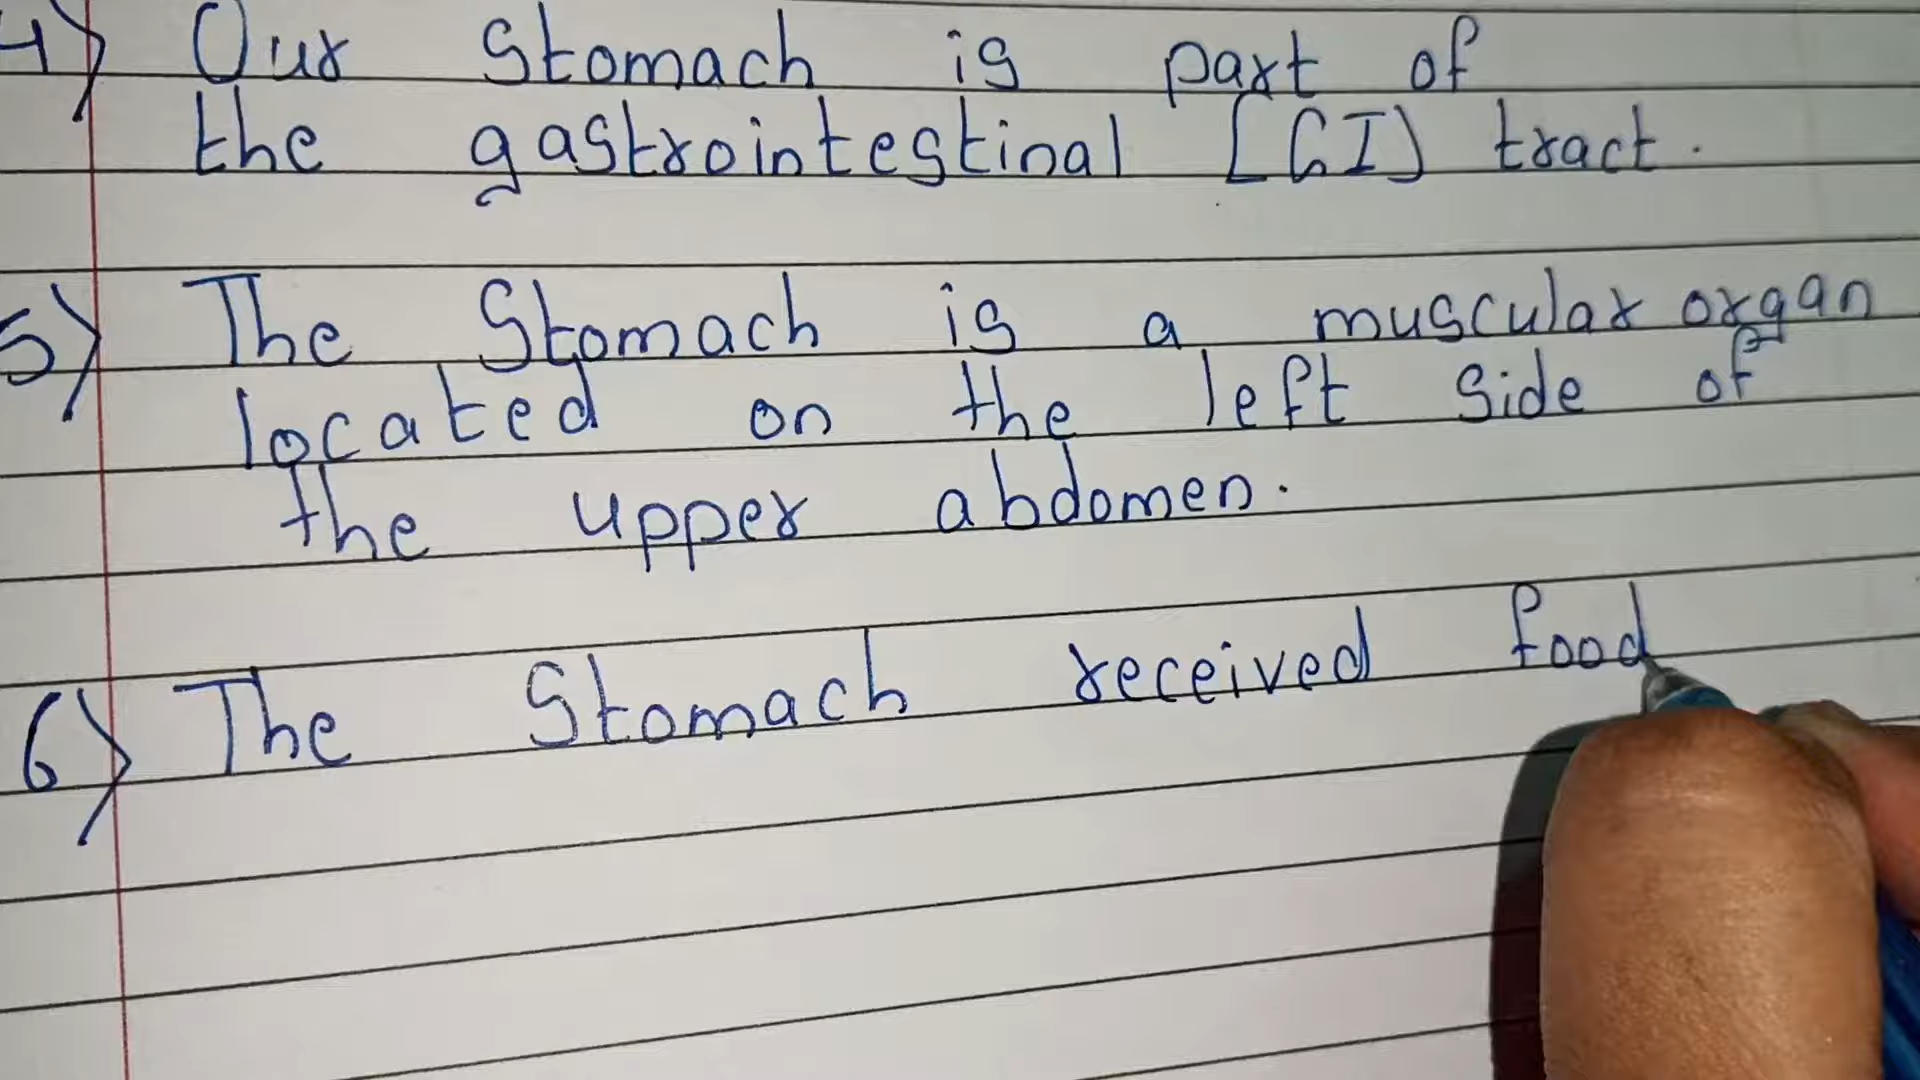 4) Our stomach is part of
the gastrointestinal [GI] tract.
5) The Stomach is a muscular organ
located on the left side of
the upper abdomen.
6) The Stomach received food